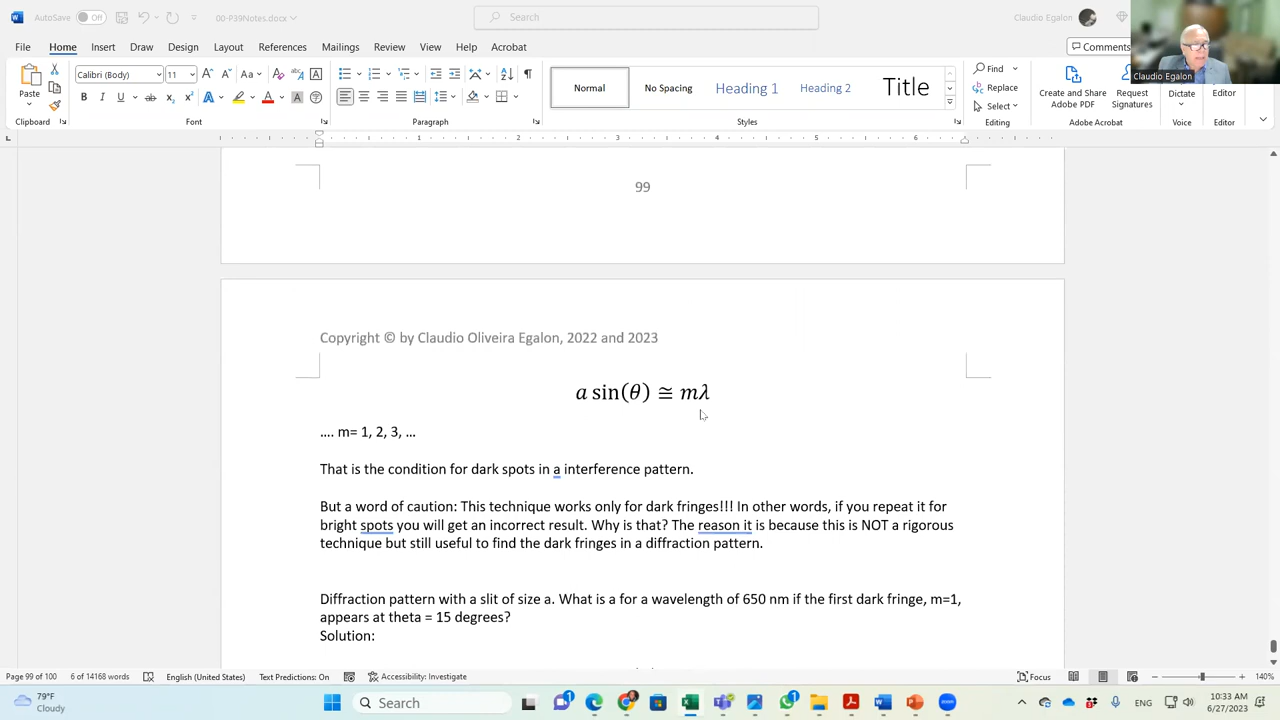 AutoSave Off 00-P39Notes.docx Search Claudio Egalon
File Home Insert Draw Design Layout References Mailings Review View Help Acrobat Comments
Claudio Egalon
Calibri (Body) 11
Paste
Normal No Spacing Heading 1 Heading 2 Title
Find
Replace
Select
Create and Share Adobe PDF
Request Signatures
Dictate
Editor
Clipboard Font Paragraph Styles Editing Adobe Acrobat Voice Editor
1 2 3 4 5 6
99
Copyright © by Claudio Oliveira Egalon, 2022 and 2023
a sin(θ) ≅ mλ
.... m= 1, 2, 3, ...
That is the condition for dark spots in a interference pattern.
But a word of caution: This technique works only for dark fringes!!! In other words, if you repeat it for
bright spots you will get an incorrect result. Why is that? The reason it is because this is NOT a rigorous
technique but still useful to find the dark fringes in a diffraction pattern.
Diffraction pattern with a slit of size a. What is a for a wavelength of 650 nm if the first dark fringe, m=1,
appears at theta = 15 degrees?
Solution:
Page 99 of 100 6 of 14168 words English (United States) Text Predictions: On Accessibility: Investigate Focus 140%
79°F
Cloudy
Search
ENG
10:33 AM
6/27/2023